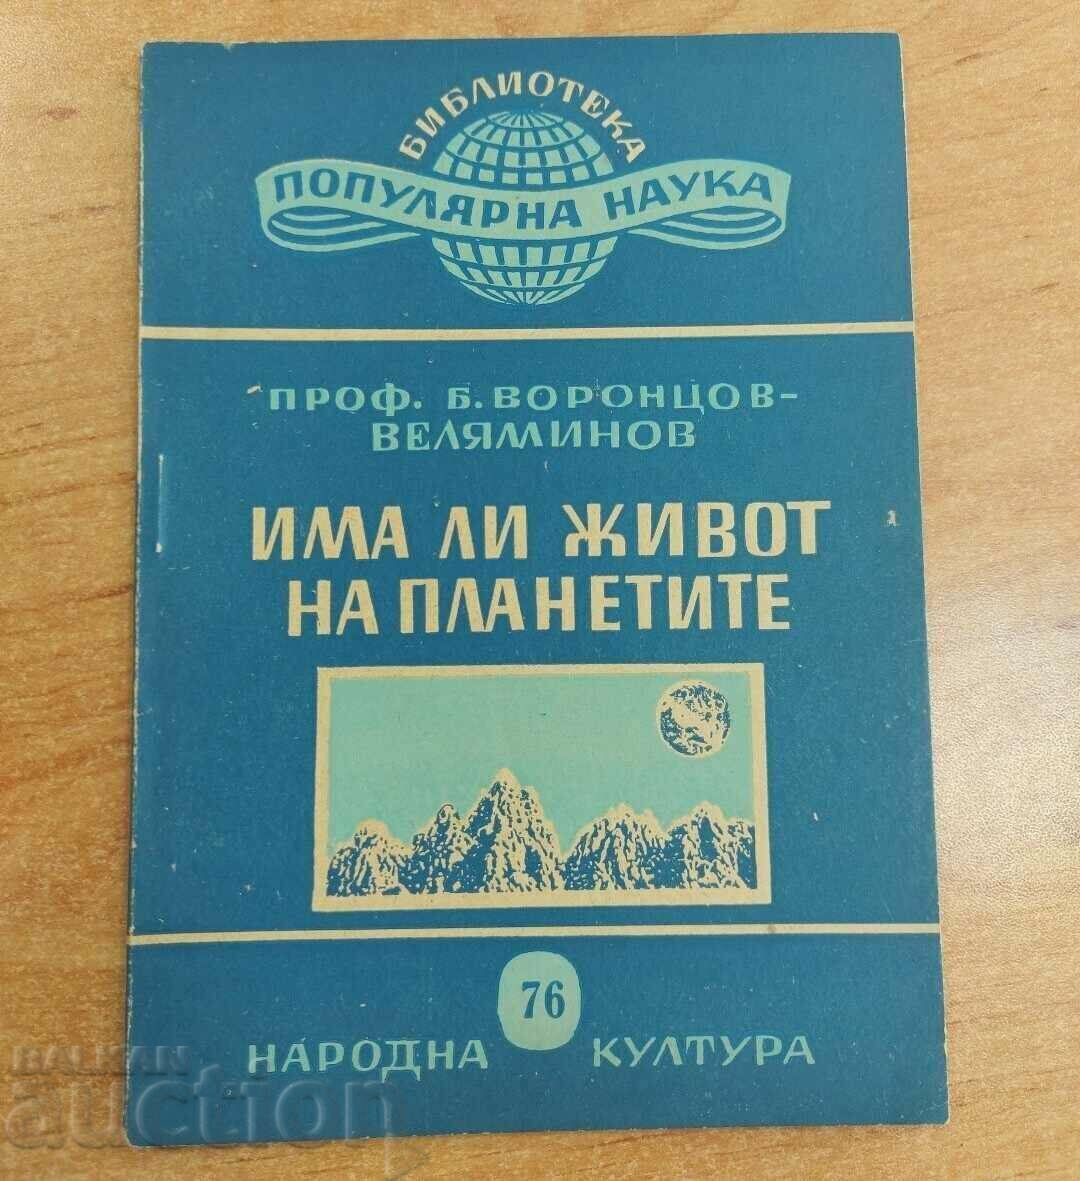 БИБЛИОТЕКА
ПОПУЛЯРНА НАУКА
ПРОФ. Б. ВОРОНЦОВ-
ВЕЛЯМИНОВ
ИМА ЛИ ЖИВОТ
НА ПЛАНЕТИТЕ
76
НАРОДНА КУЛТУРА
BALKAN
auction